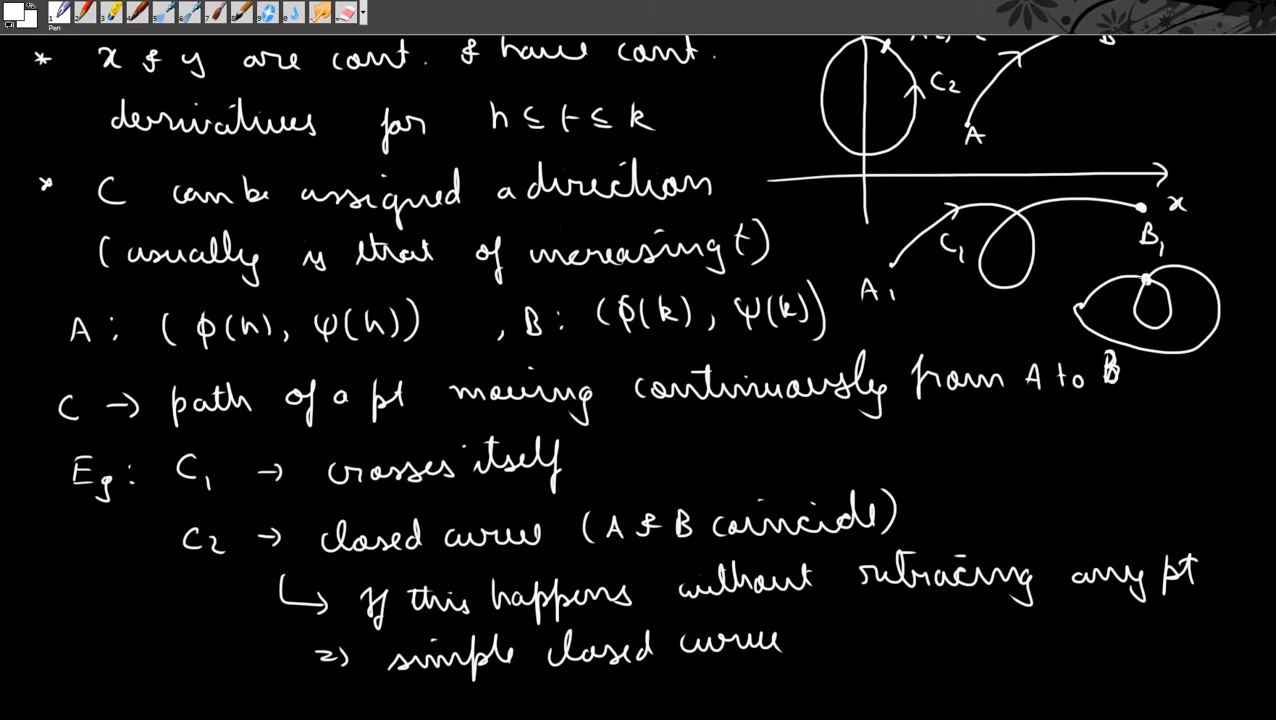 Pen
* x & y are cont. & have cont.
derivatives for h ≤ t ≤ k
* C can be assigned a direction
(usually is that of increasing t)
A : (ϕ(h), ψ(h)) , B : (ϕ(k), ψ(k))
C → path of a pt moving continuously from A to B
Eg: C₁ → crosses itself
C₂ → closed curve (A & B coincide)
↳ If this happens without retracing any pt
⇒ simple closed curve
C₂
B
A
x
C₁
A₁
B₁